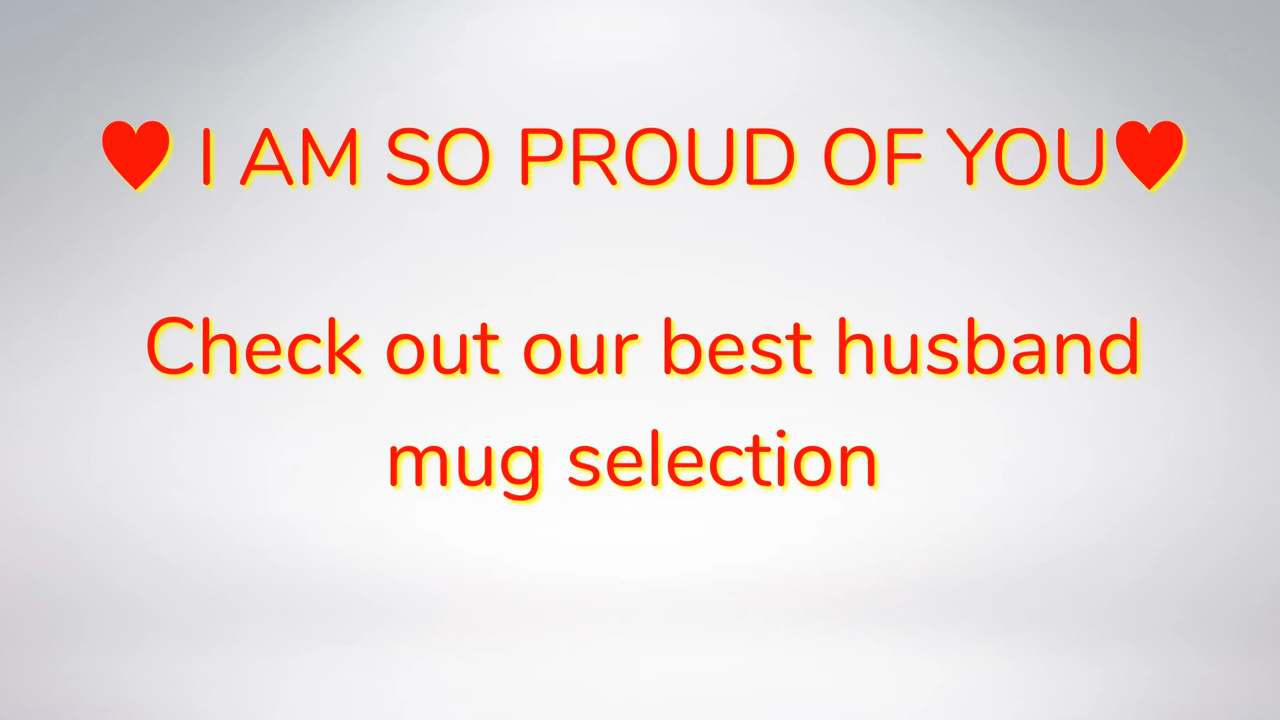 ♥ I AM SO PROUD OF YOU♥
Check out our best husband
mug selection